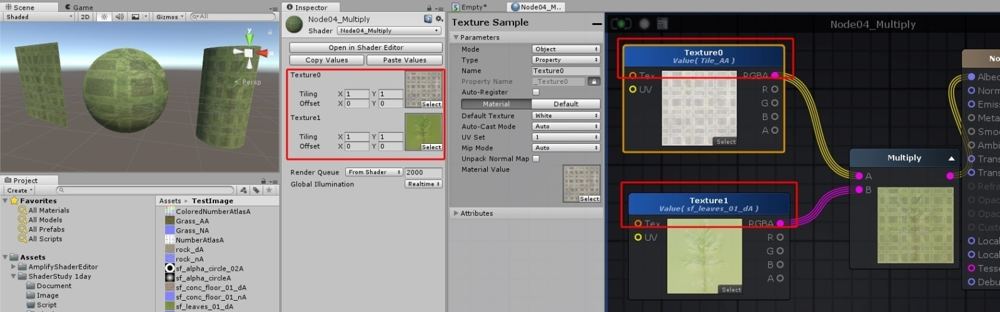 Scene
Game
Shaded
2D
Gizmos
All
y
Persp
Project
Create
Favorites
All Materials
All Models
All Prefabs
All Scripts
Assets
AmplifyShaderEditor
ShaderStudy 1day
Document
Image
Script
Assets ▸ TestImage
ColoredNumberAtlasA
Grass_AA
Grass_NA
NumberAtlasA
rock_dA
rock_nA
sf_alpha_circle_02A
sf_alpha_circleA
sf_conc_floor_01_dA
sf_conc_floor_01_nA
sf_leaves_01_dA
Inspector
Node04_Multiply
Shader Node04_Multiply
Open in Shader Editor
Copy Values Paste Values
Texture0
Tiling X 1 Y 1
Offset X 0 Y 0
Select
Texture1
Tiling X 1 Y 1
Offset X 0 Y 0
Select
Render Queue From Shader 2000
Global Illumination Realtime
Empty*
Node04_M..
Texture Sample
Parameters
Mode Object
Type Property
Name Texture0
Property Name _Texture0
Auto-Register
Material Default
Default Texture White
Auto-Cast Mode Auto
UV Set 1
Mip Mode Auto
Unpack Normal Map
Material Value
Select
Attributes
Node04_Multiply
Texture0
Value( Tile_AA )
Tex RGBA
UV R
G
B
A
Select
Texture1
Value( sf_leaves_01_dA )
Tex RGBA
UV R
G
B
A
Select
Multiply
A
B
No
Albed
Norm
Emiss
Meta
Smoo
Ambi
Trans
Trans
Refra
Opac
Opac
Custo
Local
Local
Tesse
Debu